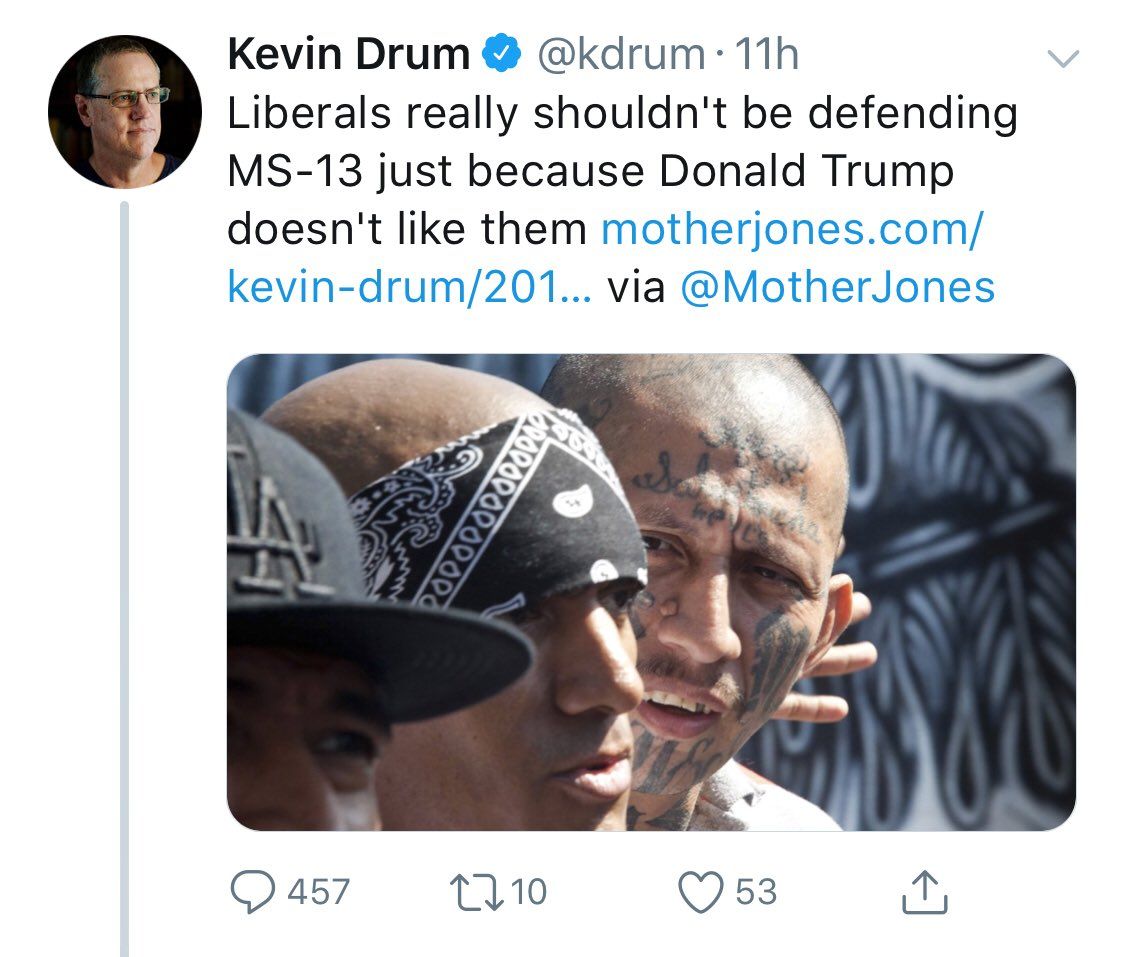 Kevin Drum @kdrum · 11h
Liberals really shouldn't be defending
MS-13 just because Donald Trump
doesn't like them motherjones.com/
kevin-drum/201... via @MotherJones
LA
457 10 53